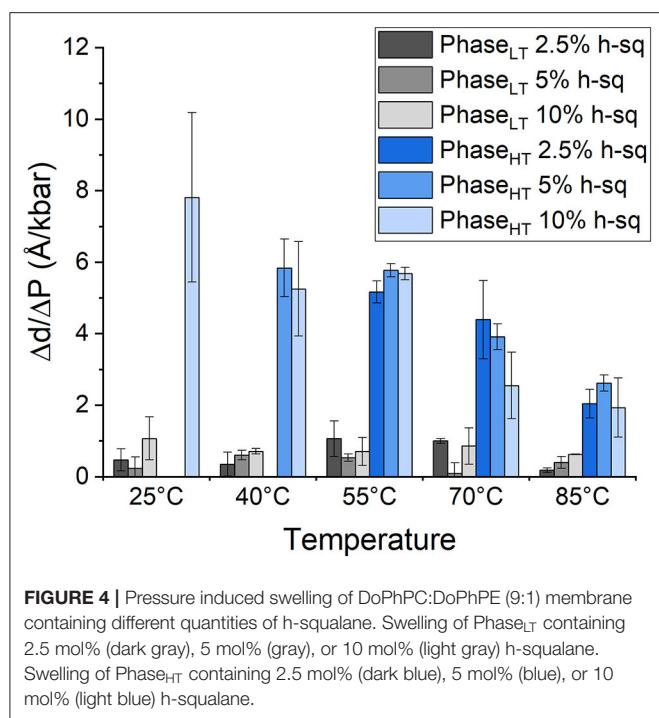 12
10
8
6
4
2
0
Δd/ΔP (Å/kbar)
Phase_LT 2.5% h-sq
Phase_LT 5% h-sq
Phase_LT 10% h-sq
Phase_HT 2.5% h-sq
Phase_HT 5% h-sq
Phase_HT 10% h-sq
25°C 40°C 55°C 70°C 85°C
Temperature
FIGURE 4 | Pressure induced swelling of DoPhPC:DoPhPE (9:1) membrane
containing different quantities of h-squalane. Swelling of Phase_LT containing
2.5 mol% (dark gray), 5 mol% (gray), or 10 mol% (light gray) h-squalane.
Swelling of Phase_HT containing 2.5 mol% (dark blue), 5 mol% (blue), or 10
mol% (light blue) h-squalane.